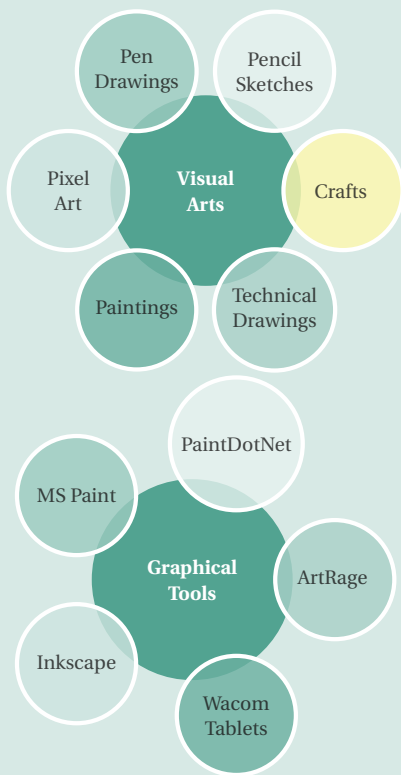 Pen
Drawings
Pencil
Sketches
Pixel
Art
Visual
Arts
Crafts
Paintings
Technical
Drawings
PaintDotNet
MS Paint
Graphical
Tools
ArtRage
Inkscape
Wacom
Tablets